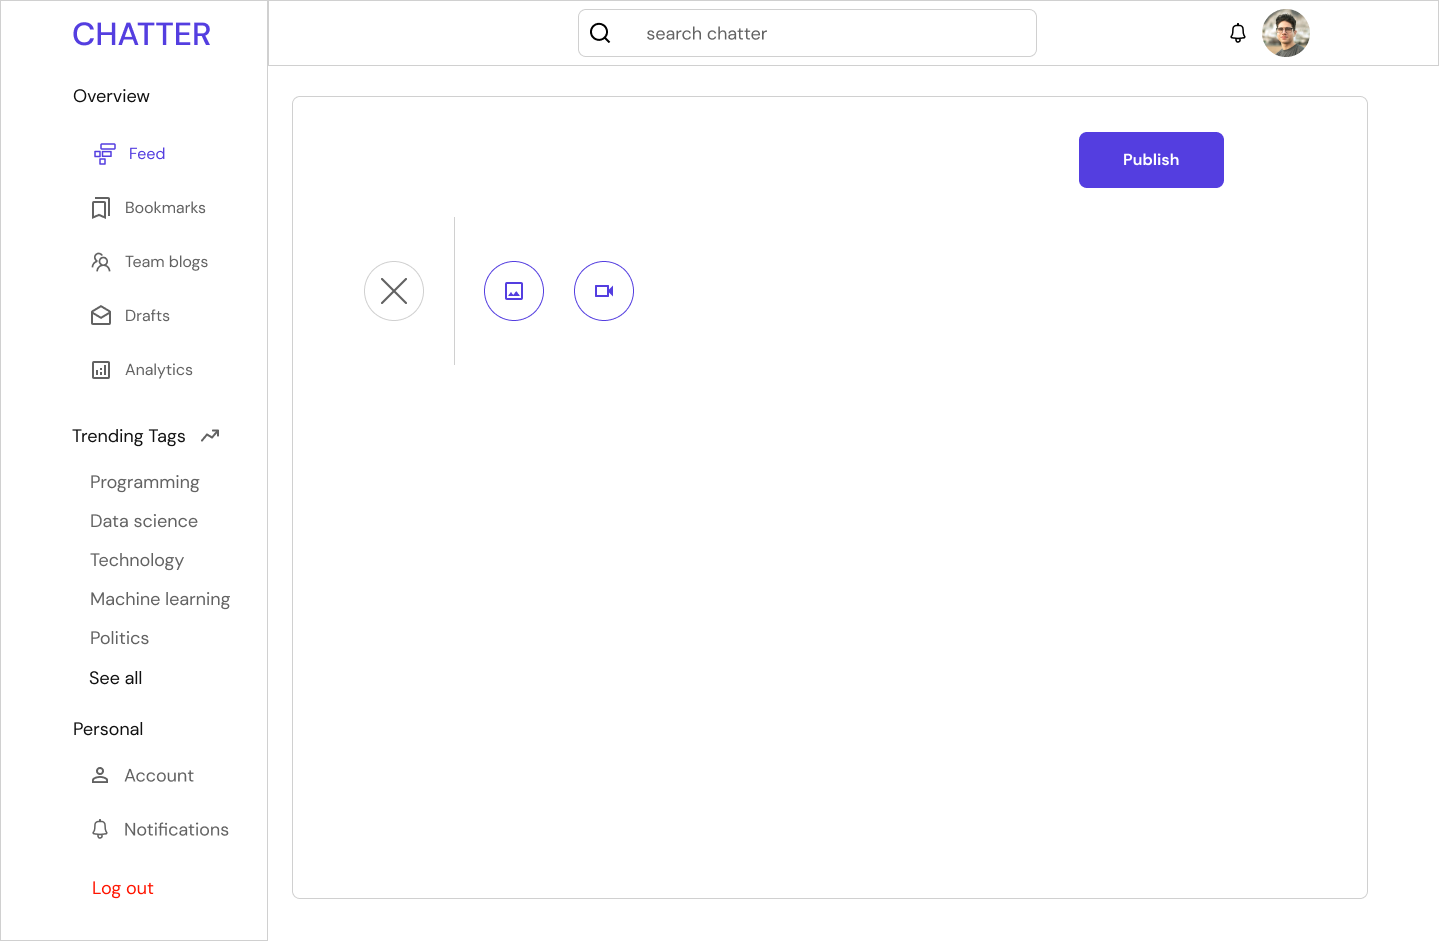 CHATTER
search chatter
Overview
Feed
Bookmarks
Team blogs
Drafts
Analytics
Trending Tags
Programming
Data science
Technology
Machine learning
Politics
See all
Personal
Account
Notifications
Log out
Publish